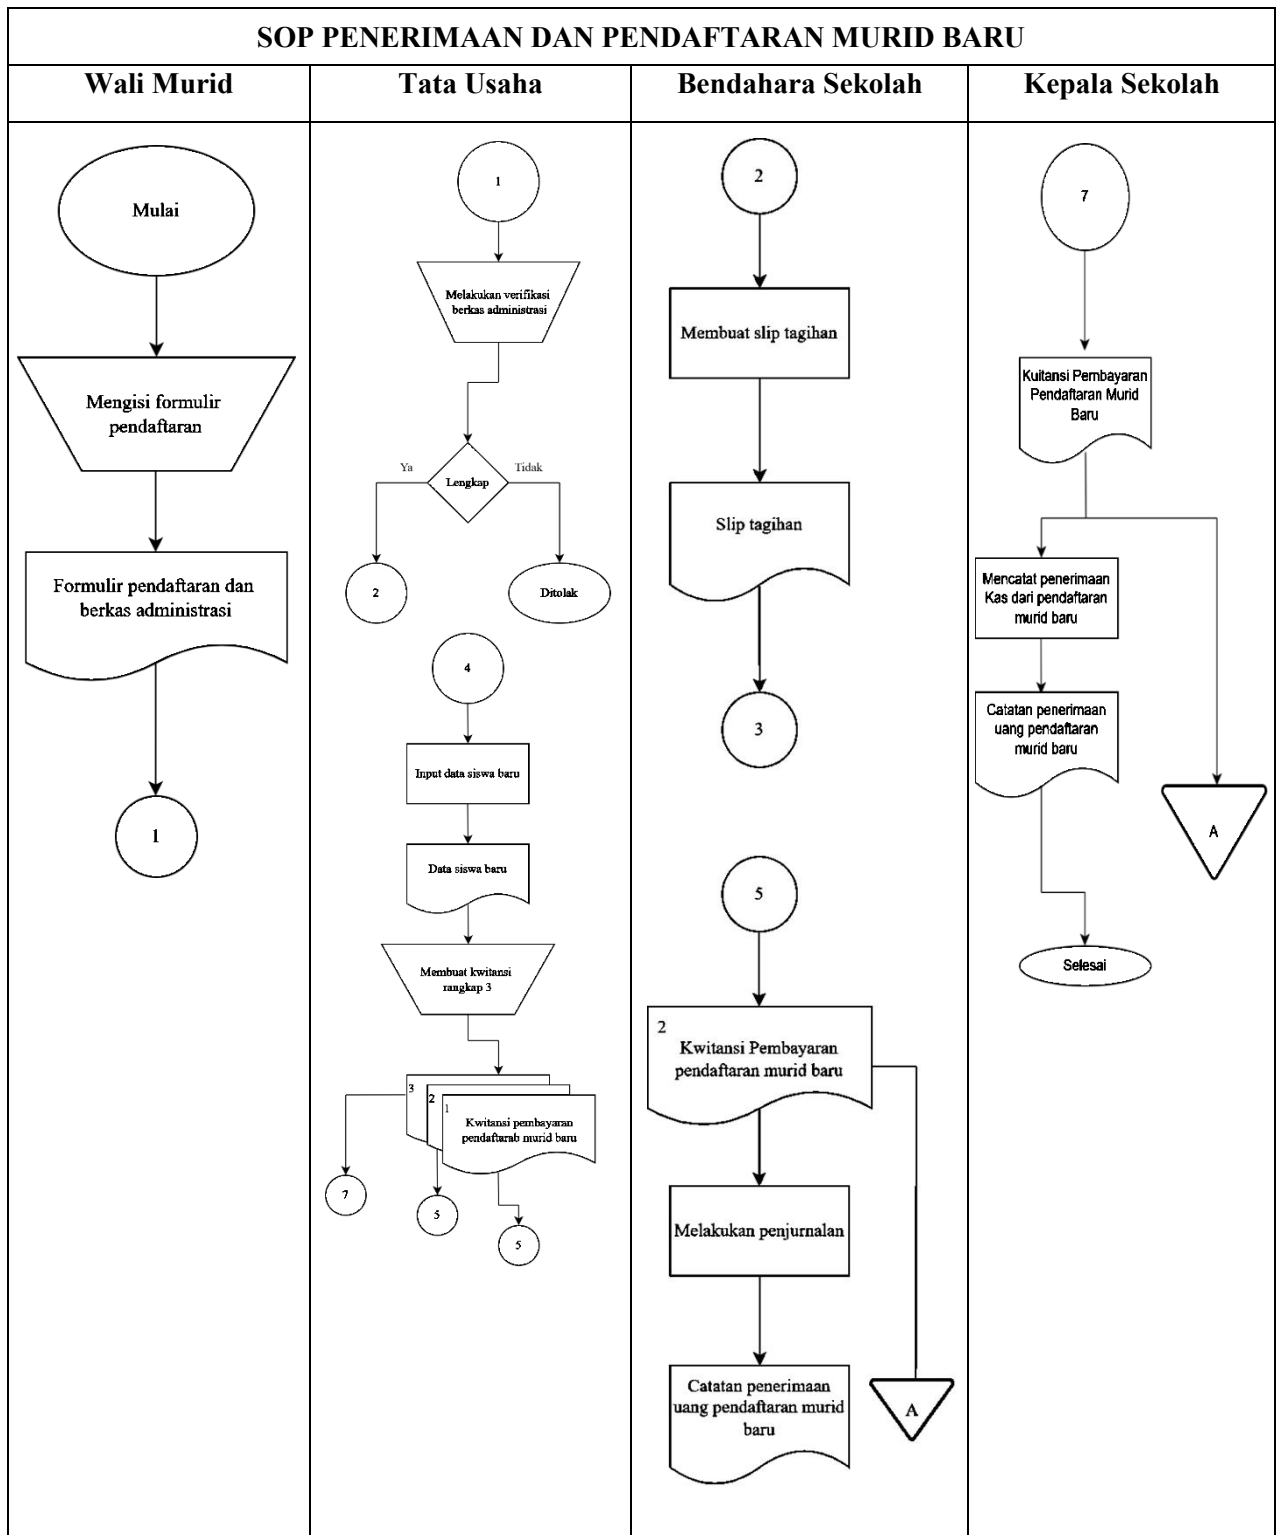 SOP PENERIMAAN DAN PENDAFTARAN MURID BARU
Wali Murid
Tata Usaha
Bendahara Sekolah
Kepala Sekolah
Mulai
Mengisi formulir
pendaftaran
Formulir pendaftaran dan
berkas administrasi
1
1
Melakukan verifikasi
berkas administrasi
Ya
Lengkap
Tidak
2
Ditolak
4
Input data siswa baru
Data siswa baru
Membuat kwitansi
rangkap 3
3
2
1
Kwitansi pembayaran
pendaftarab murid baru
7
5
5
2
Membuat slip tagihan
Slip tagihan
3
5
2
Kwitansi Pembayaran
pendaftaran murid baru
Melakukan penjurnalan
Catatan penerimaan
uang pendaftaran murid
baru
A
7
Kuitansi Pembayaran
Pendaftaran Murid
Baru
Mencatat penerimaan
Kas dari pendaftaran
murid baru
Catatan penerimaan
uang pendaftaran
murid baru
A
Selesai